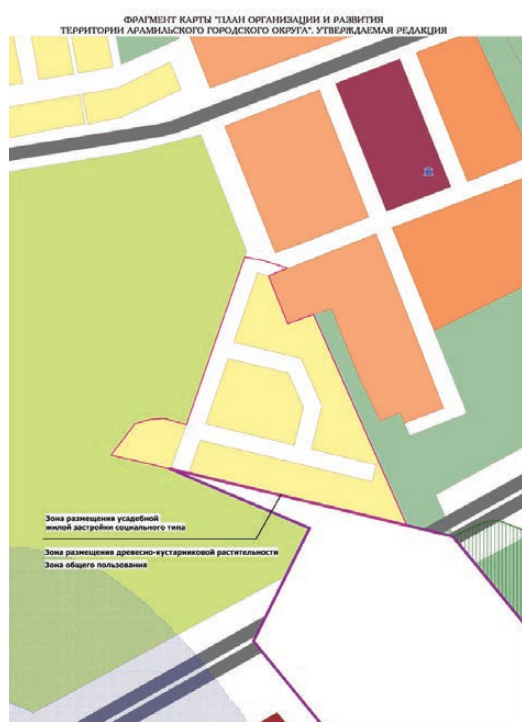 ФРАГМЕНТ КАРТЫ "ПЛАН ОРГАНИЗАЦИИ И РАЗВИТИЯ
ТЕРРИТОРИИ АРАМИЛЬСКОГО ГОРОДСКОГО ОКРУГА". УТВЕРЖДАЕМАЯ РЕДАКЦИЯ
Зона размещения усадебной
жилой застройки социального типа
Зона размещения древесно-кустарниковой растительности
Зона общего пользования